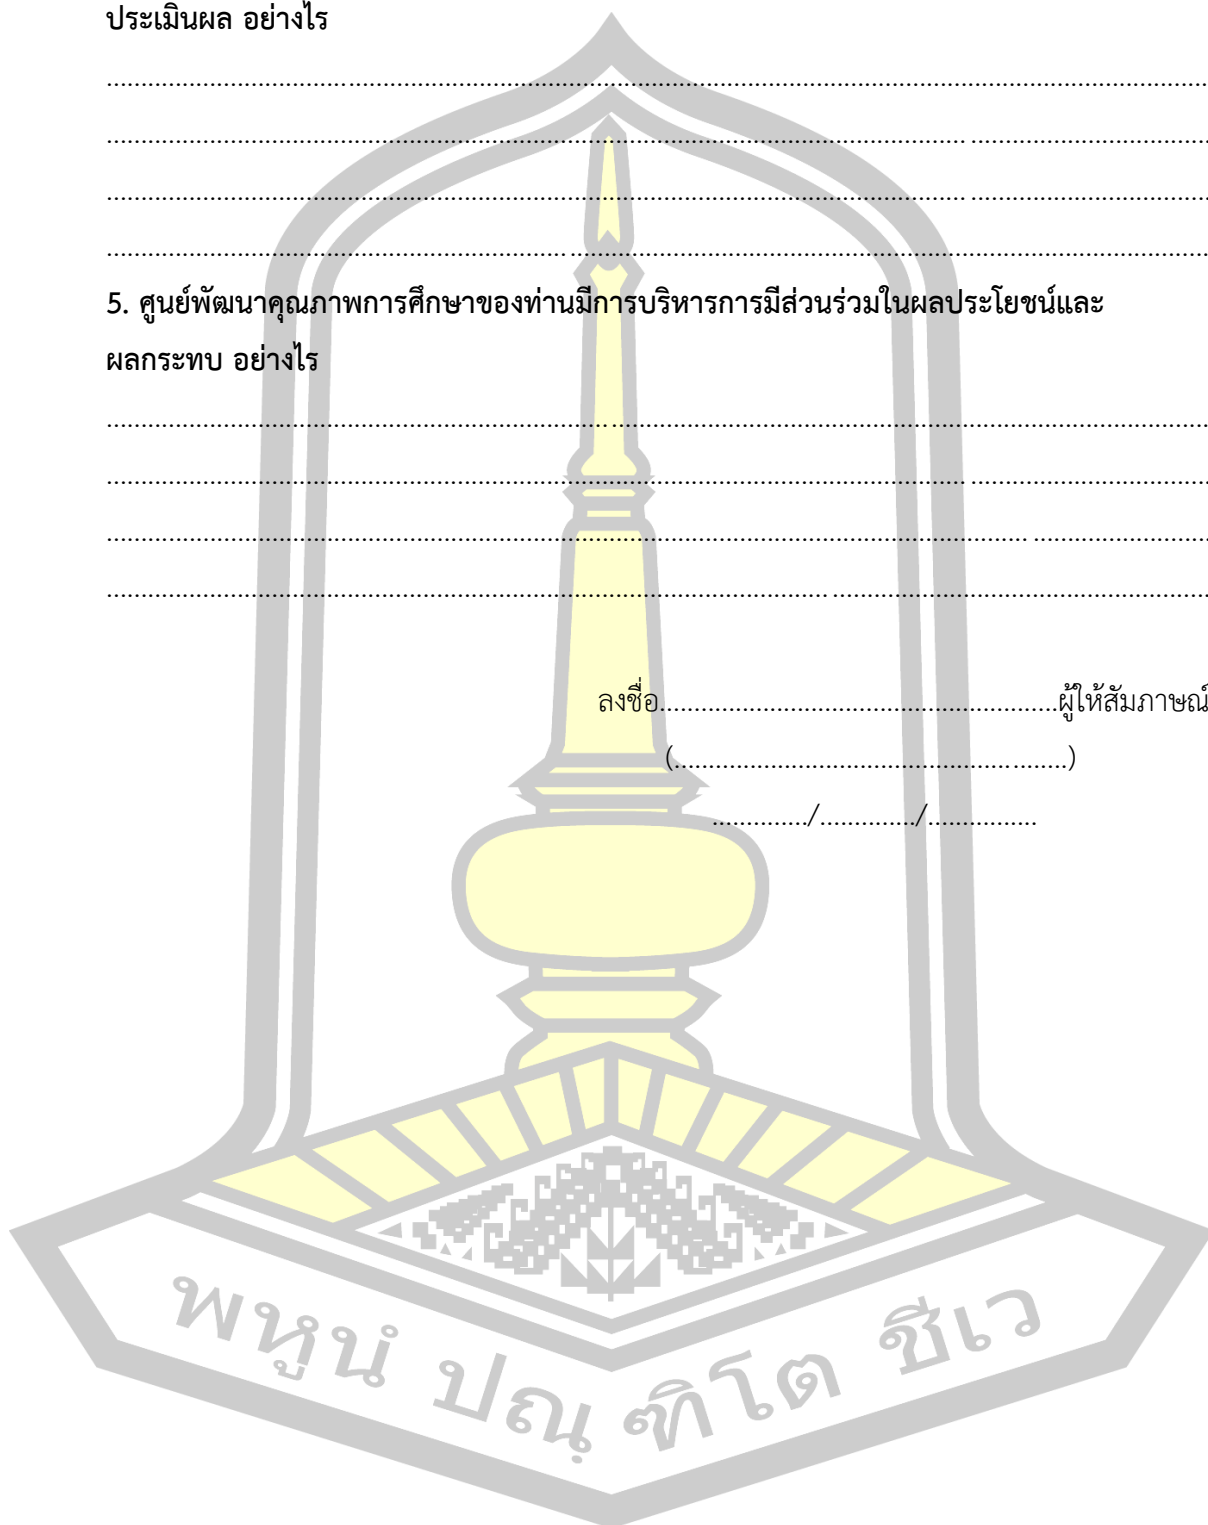 ประเมินผล อย่างไร
................................................................................................................................................................
............................................................................................................................. ..................................
............................................................................................................................. ..................................
................................................................... ............................................................................................
5. ศูนย์พัฒนาคุณภาพการศึกษาของท่านมีการบริหารการมีส่วนร่วมในผลประโยชน์และ
ผลกระทบ อย่างไร
......................................................................... .......................................................................................
............................................................................................................................. ..................................
...................................................................................................................................... .........................
......................................................................................................... ......................................................
ลงชื่อ..........................................................ผู้ให้สัมภาษณ์
(................................................. ........)
............../............../................
พหูนํ ปณฺฑิโต ชีเว